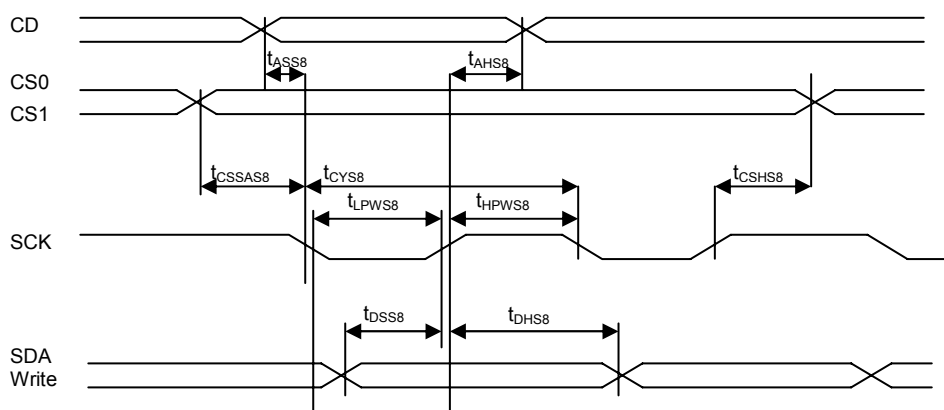 CD
tASS8 tAHS8
CS0
CS1
tCSSAS8 tCYS8 tCSHS8
tLPWS8 tHPWS8
SCK
tDSS8 tDHS8
SDA
Write